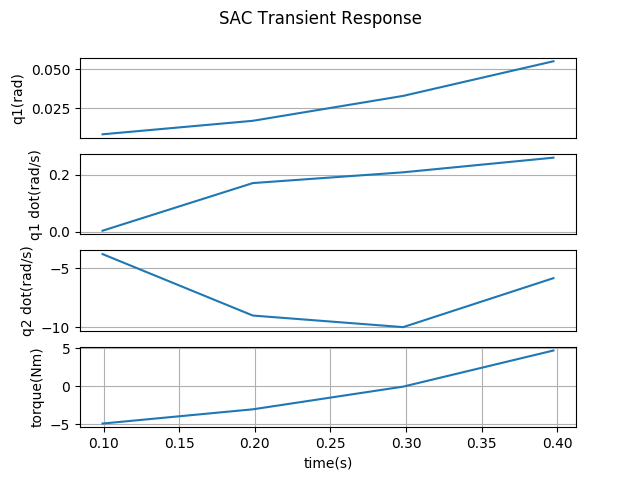 SAC Transient Response
q1(rad)
0.050
0.025
q1 dot(rad/s)
0.2
0.0
q2 dot(rad/s)
−5
−10
torque(Nm)
5
0
−5
0.10 0.15 0.20 0.25 0.30 0.35 0.40
time(s)